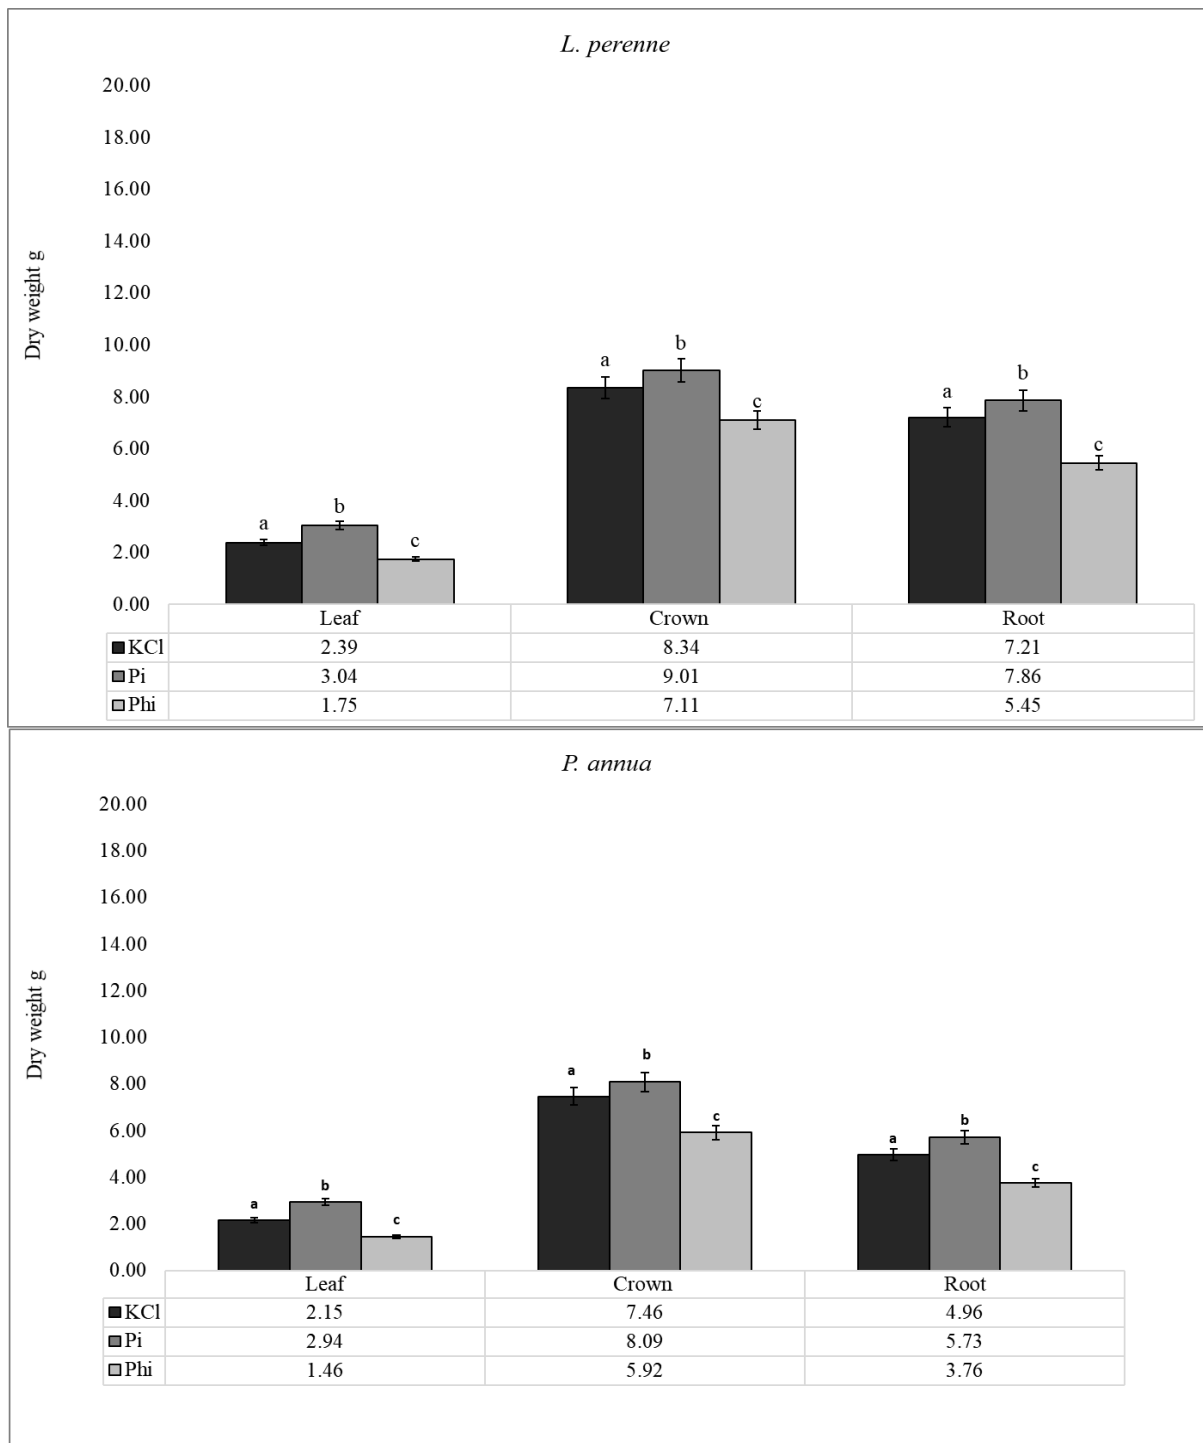 L. perenne
20.00
18.00
16.00
14.00
12.00
10.00
8.00
6.00
4.00
2.00
0.00
Dry weight g
a b c a b c a b c
Leaf Crown Root
KCl 2.39 8.34 7.21
Pi 3.04 9.01 7.86
Phi 1.75 7.11 5.45
P. annua
20.00
18.00
16.00
14.00
12.00
10.00
8.00
6.00
4.00
2.00
0.00
Dry weight g
a b c a b c a b c
Leaf Crown Root
KCl 2.15 7.46 4.96
Pi 2.94 8.09 5.73
Phi 1.46 5.92 3.76